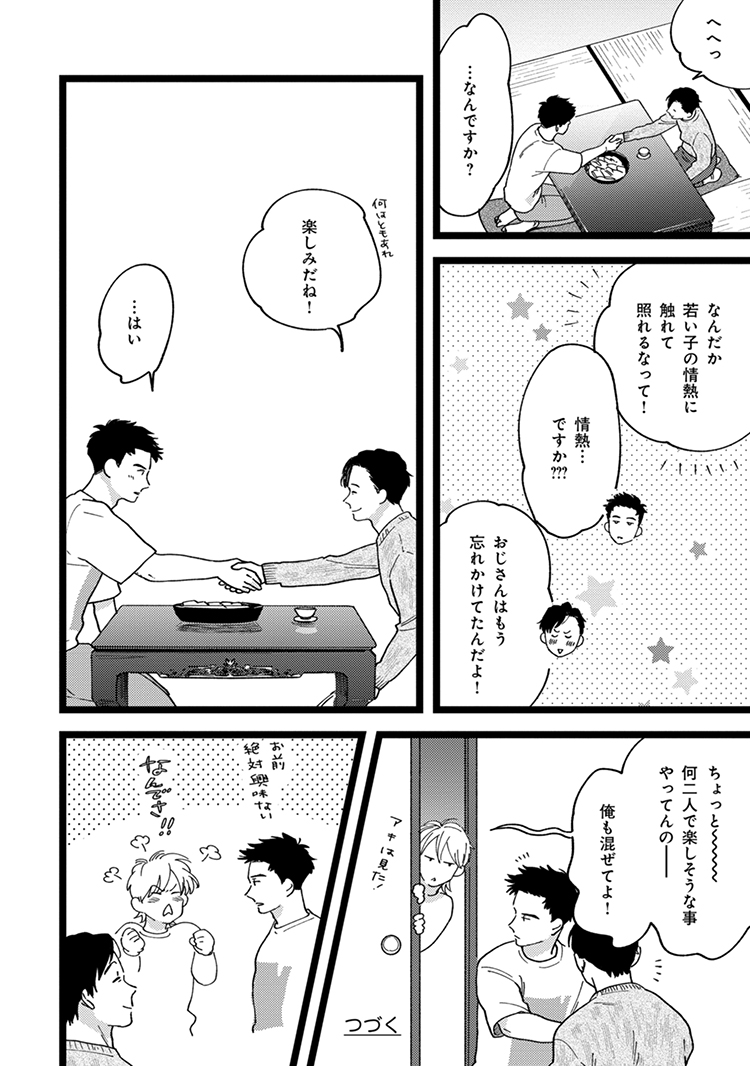 へへっ
…なんですか？
なんだか
若い子の情熱に
触れて
照れるなって！
情熱…
ですか???
おじさんはもう
忘れかけてたんだよ！
何はともあれ
楽しみだね！
…はい
ちょっと〜〜〜〜
何二人で楽しそうな事
やってんの──
俺も混ぜてよ！
アキは見た！
つづく
お前
絶対興味ない
なんでさ!!